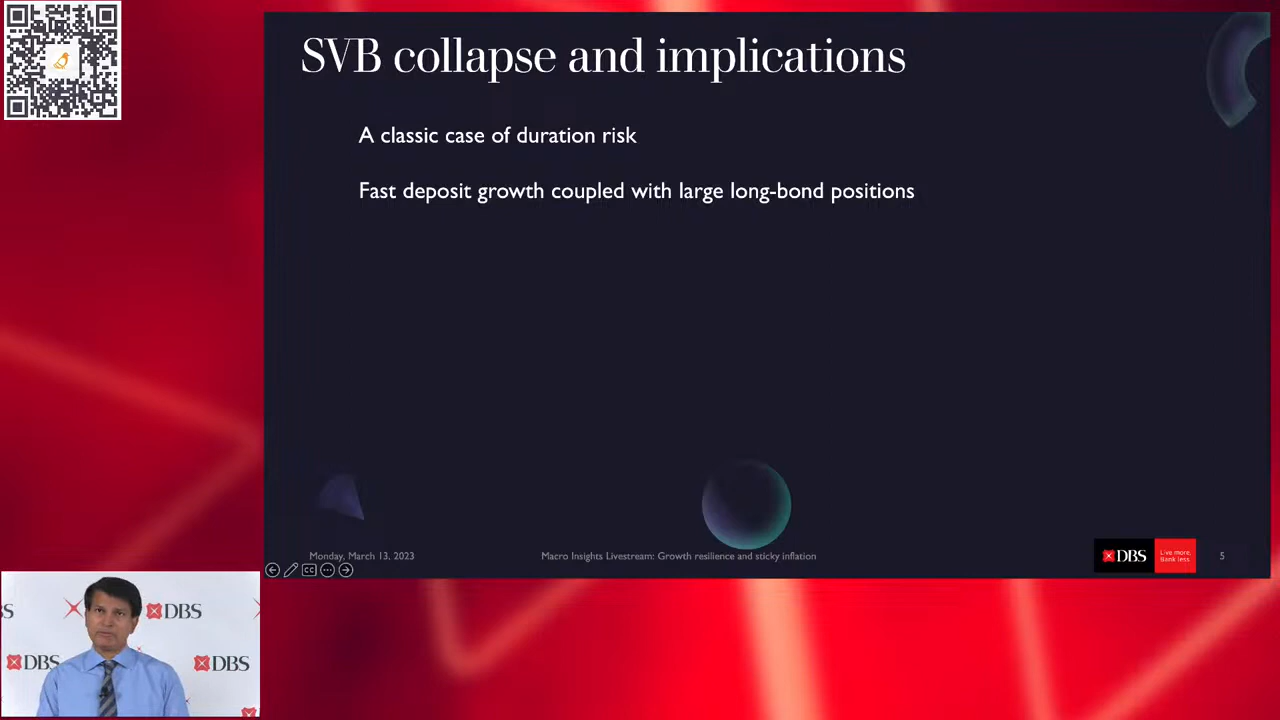 SVB collapse and implications
A classic case of duration risk
Fast deposit growth coupled with large long-bond positions
Monday, March 13, 2023
Macro Insights Livestream: Growth resilience and sticky inflation
DBS
Live more,
Bank less
5
CC
S
DBS
DBS
DBS